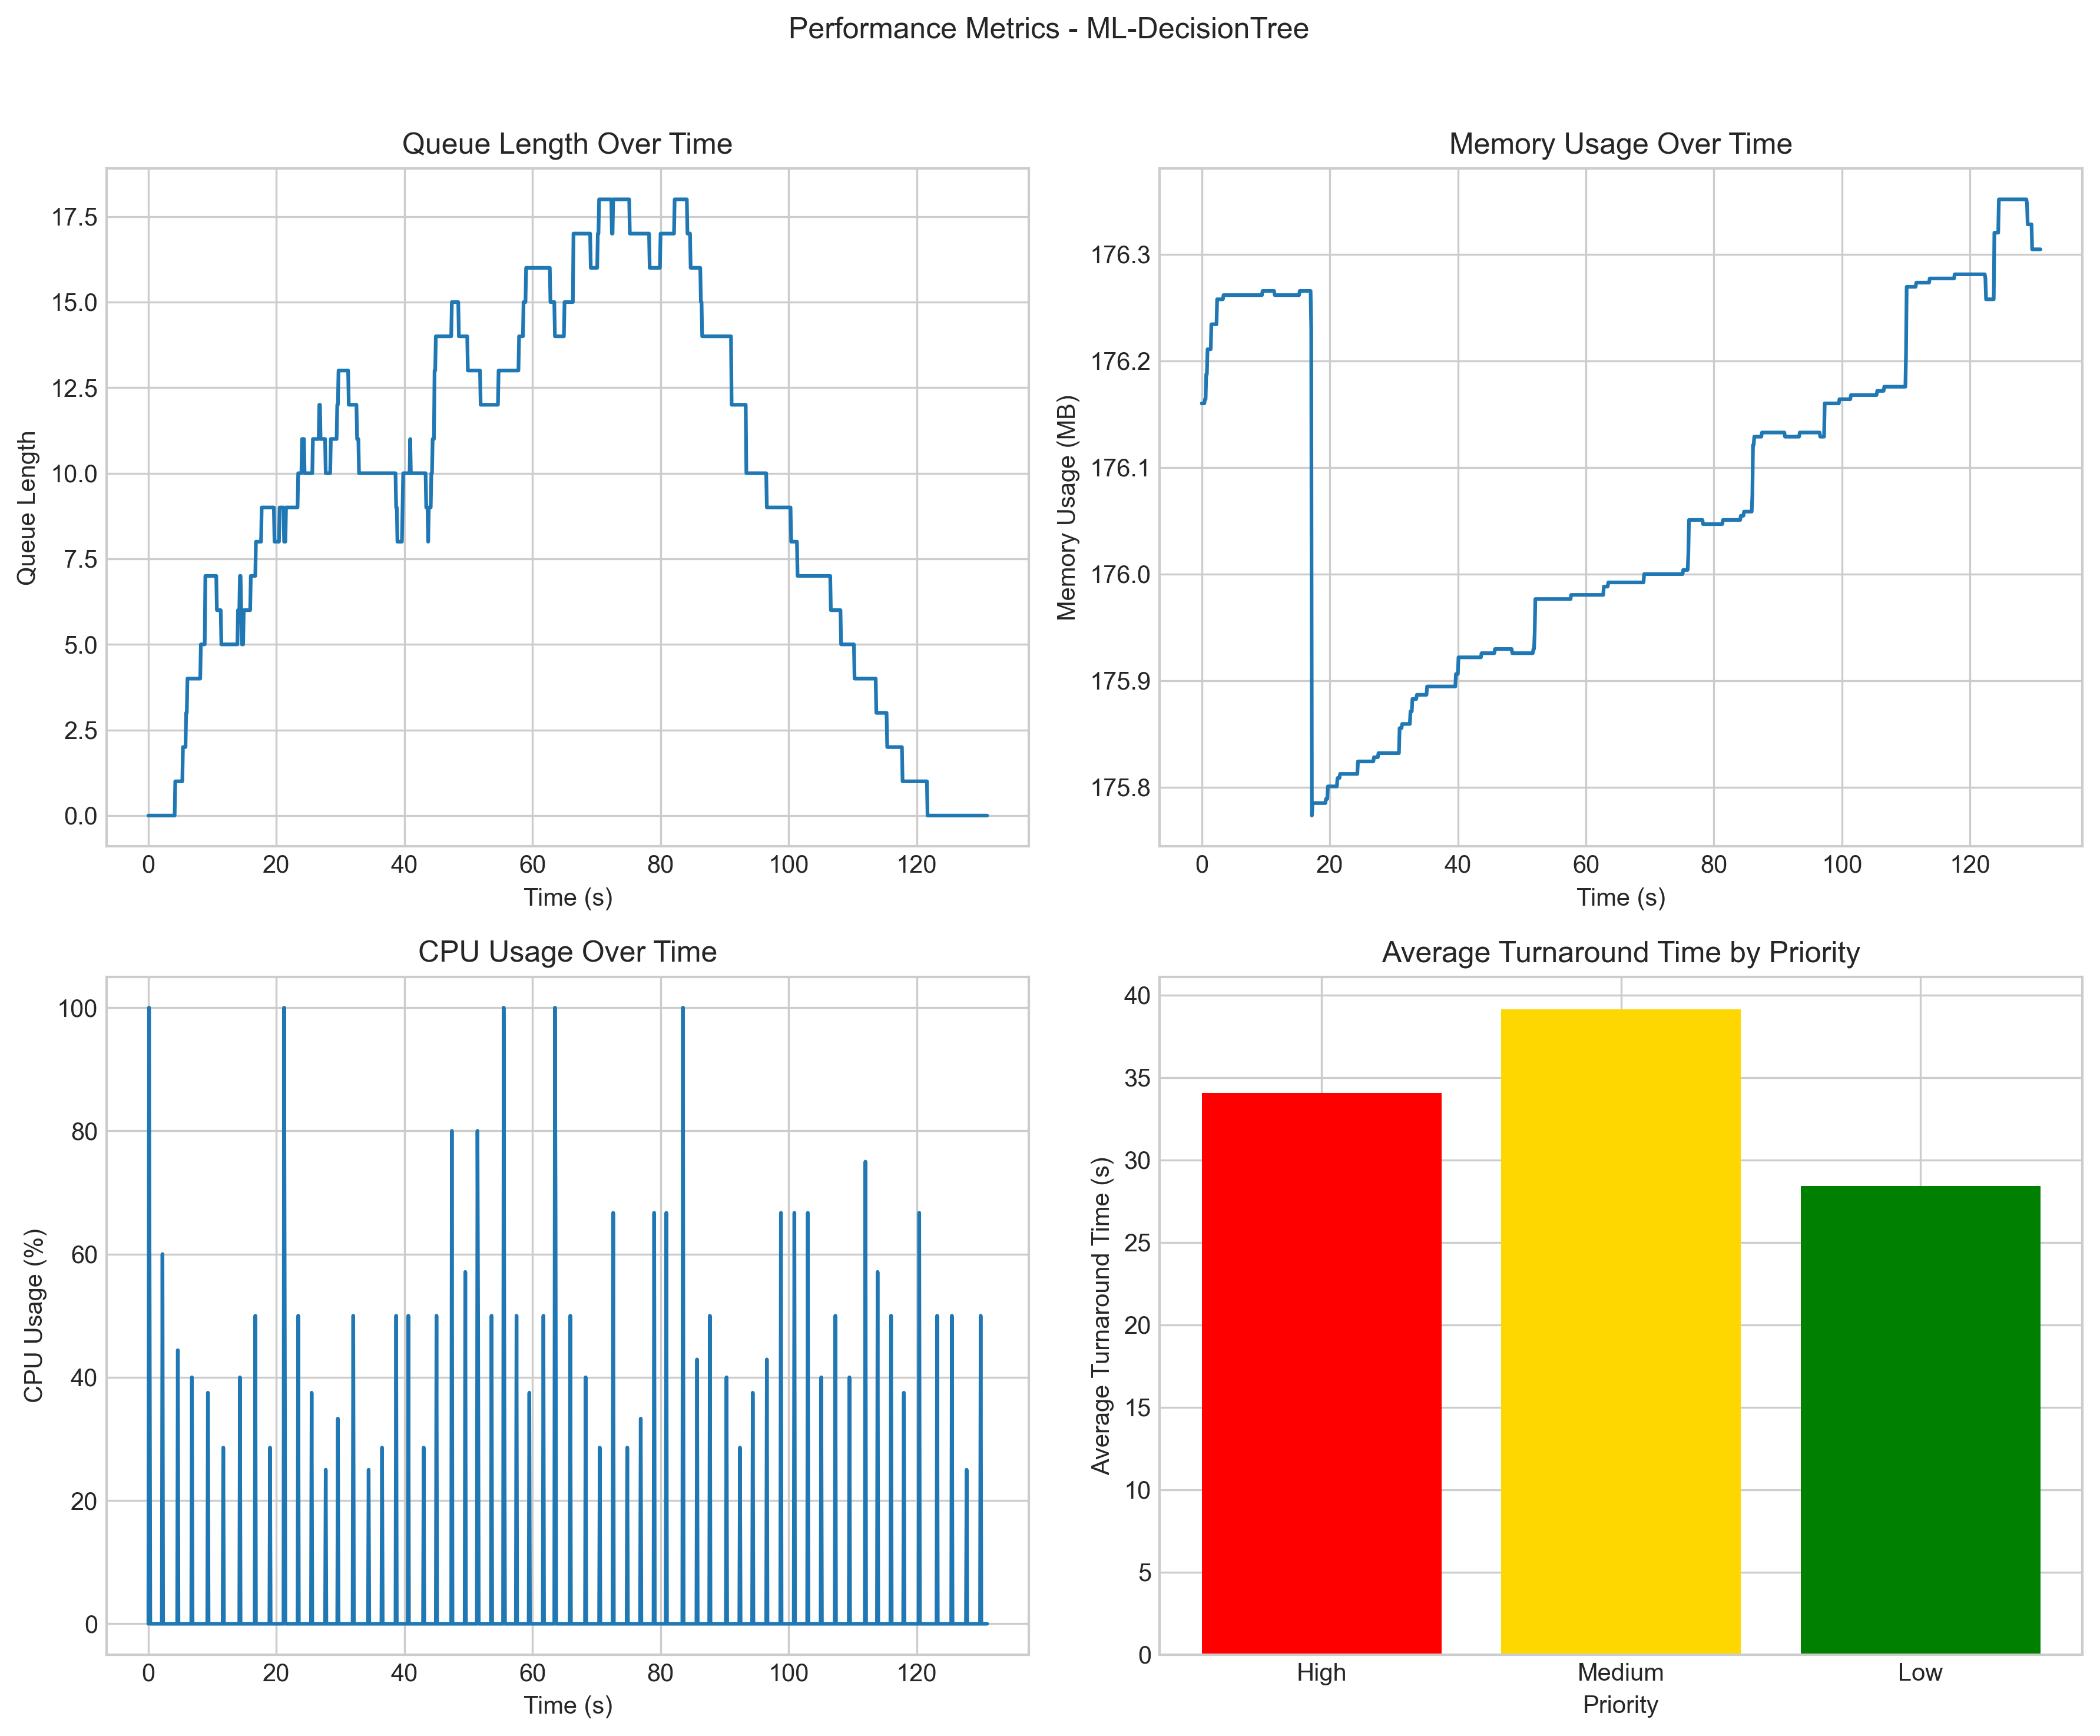 Performance Metrics - ML-DecisionTree
Queue Length Over Time
17.5
15.0
12.5
10.0
7.5
5.0
2.5
0.0
Queue Length
0 20 40 60 80 100 120
Time (s)
Memory Usage Over Time
176.3
176.2
176.1
176.0
175.9
175.8
Memory Usage (MB)
0 20 40 60 80 100 120
Time (s)
CPU Usage Over Time
100
80
60
40
20
0
CPU Usage (%)
0 20 40 60 80 100 120
Time (s)
Average Turnaround Time by Priority
40
35
30
25
20
15
10
5
0
Average Turnaround Time (s)
High Medium Low
Priority